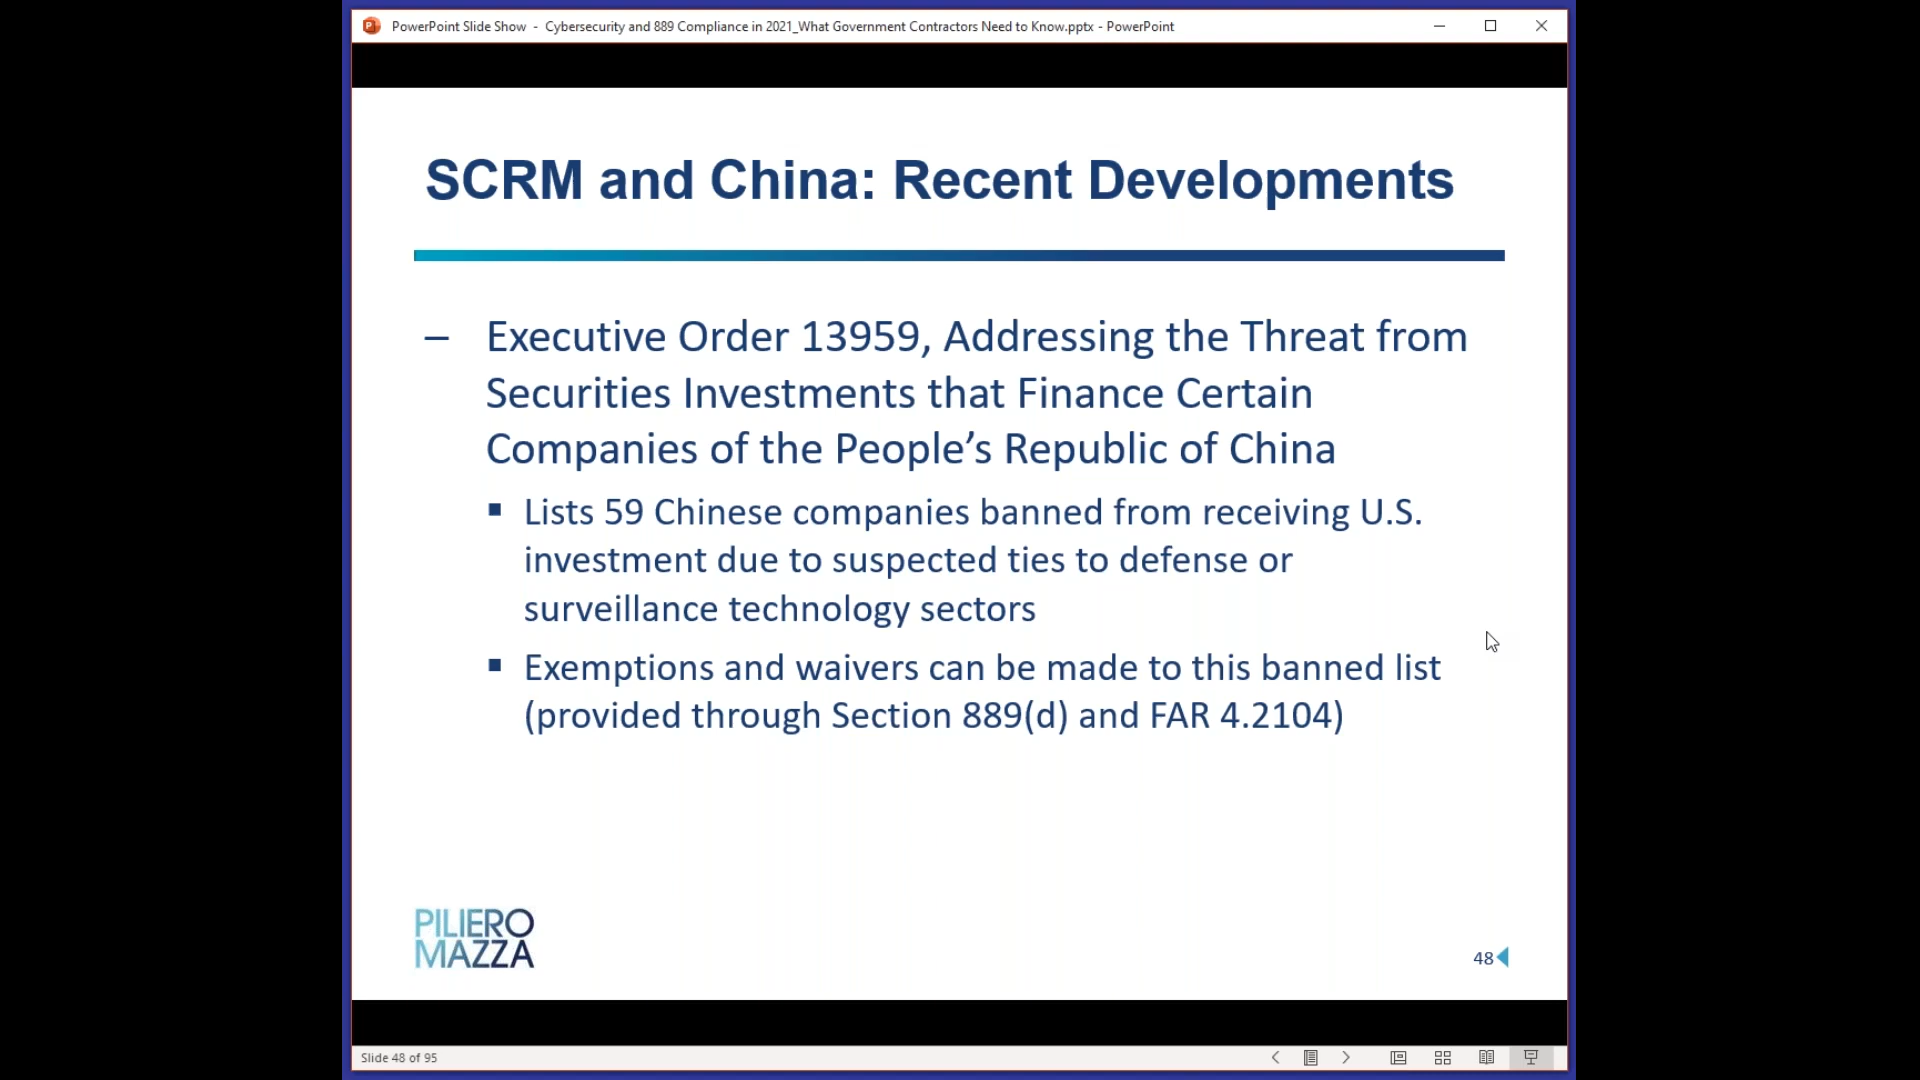 PowerPoint Slide Show - Cybersecurity and 889 Compliance in 2021_What Government Contractors Need to Know.pptx - PowerPoint
SCRM and China: Recent Developments
– Executive Order 13959, Addressing the Threat from
Securities Investments that Finance Certain
Companies of the People’s Republic of China
▪ Lists 59 Chinese companies banned from receiving U.S.
investment due to suspected ties to defense or
surveillance technology sectors
▪ Exemptions and waivers can be made to this banned list
(provided through Section 889(d) and FAR 4.2104)
PILIERO
MAZZA
48
Slide 48 of 95